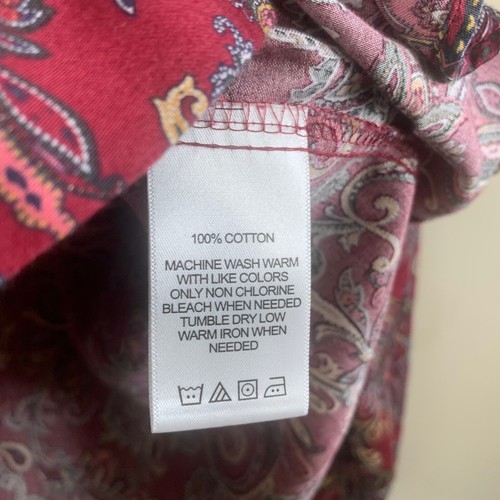 100% COTTON
MACHINE WASH WARM
WITH LIKE COLORS
ONLY NON CHLORINE
BLEACH WHEN NEEDED
TUMBLE DRY LOW
WARM IRON WHEN
NEEDED